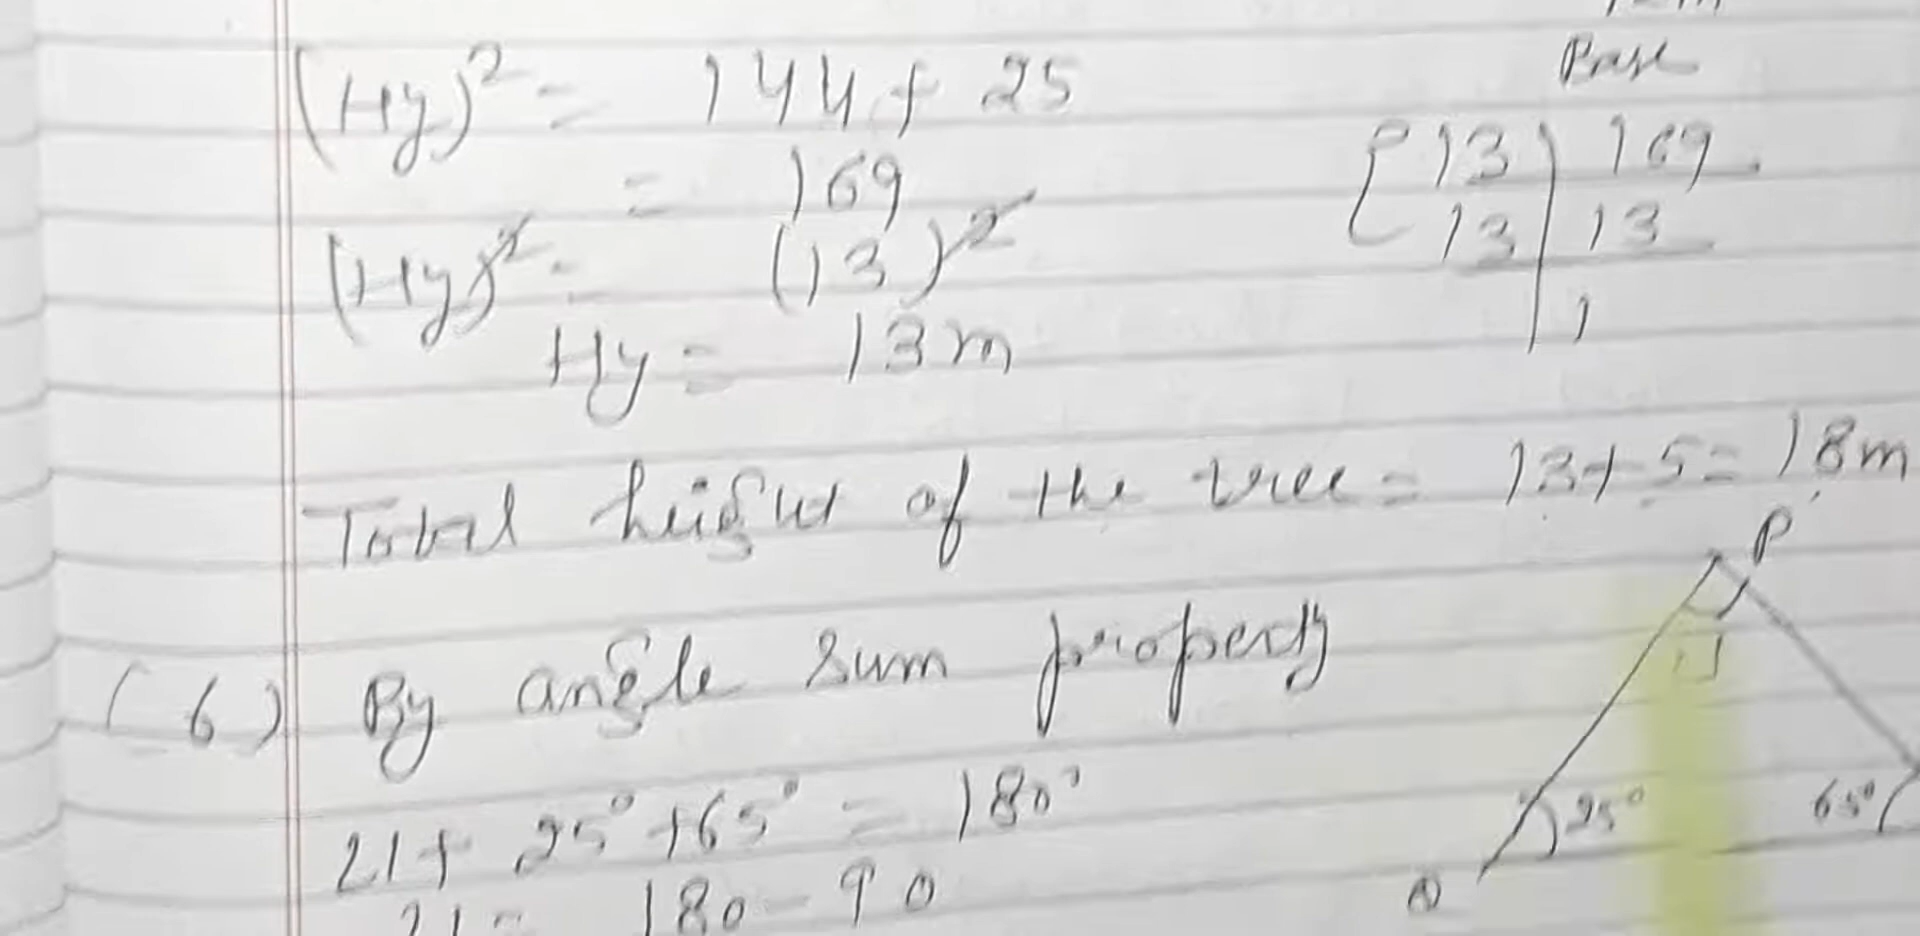 (Hy)² = 144 + 25
= 169
(Hy)² = (13)²
Hy = 13m
Base
13 | 169
13 | 13
1
Total height of the tree = 13 + 5 = 18m
(6) By angle sum property
∠1 + 25° + 65° = 180°
∠1 = 180 - 90
P
1
25°
65°
Q